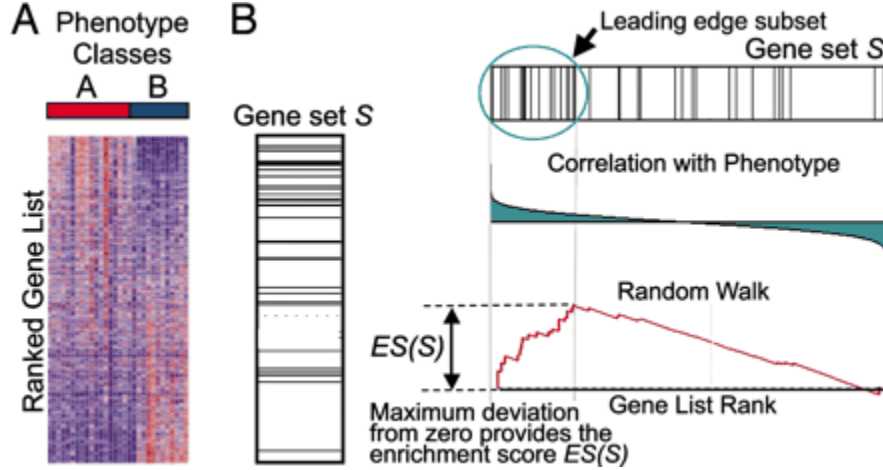 A
Phenotype
Classes
A B
Ranked Gene List
B
Gene set S
Leading edge subset
Gene set S
Correlation with Phenotype
Random Walk
ES(S)
Gene List Rank
Maximum deviation
from zero provides the
enrichment score ES(S)